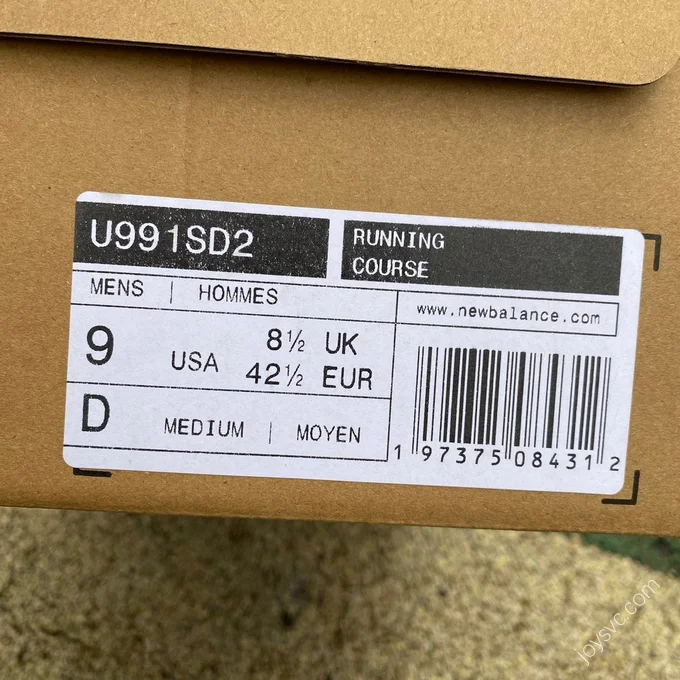 U991SD2
RUNNING
COURSE
MENS | HOMMES
www.newbalance.com
9 USA
8½ UK
42½ EUR
D
MEDIUM | MOYEN
1 97375 08431 2
joysvc.com